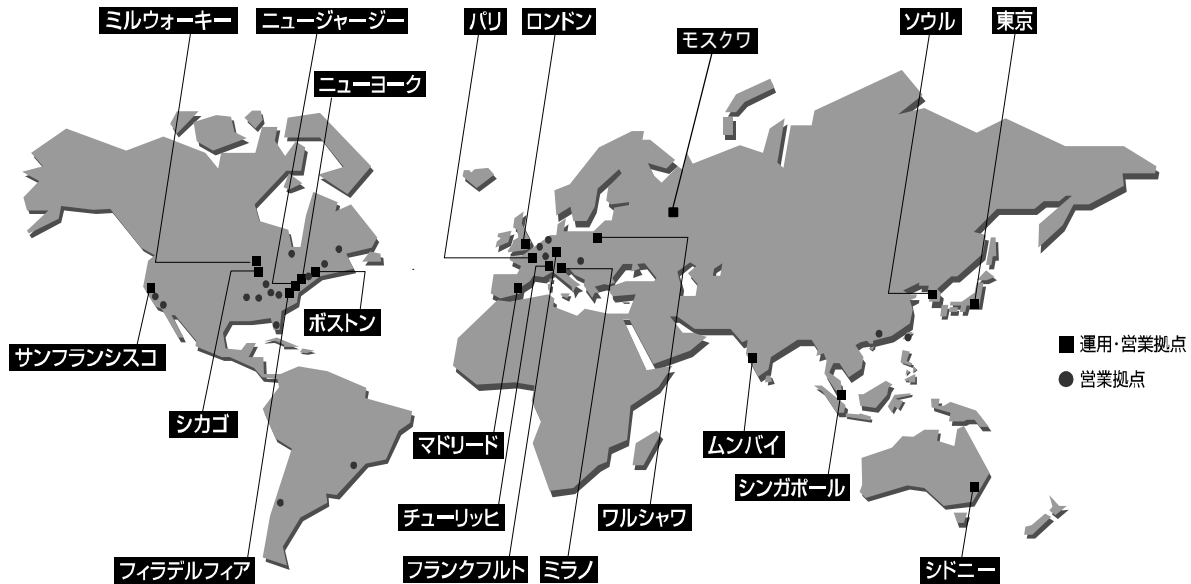 ミルウォーキー
ニュージャージー
パリ
ロンドン
モスクワ
ソウル
東京
ニューヨーク
ボストン
サンフランシスコ
■ 運用・営業拠点
● 営業拠点
シカゴ
マドリード
ムンバイ
シンガポール
チューリッヒ
ワルシャワ
フィラデルフィア
フランクフルト
ミラノ
シドニー